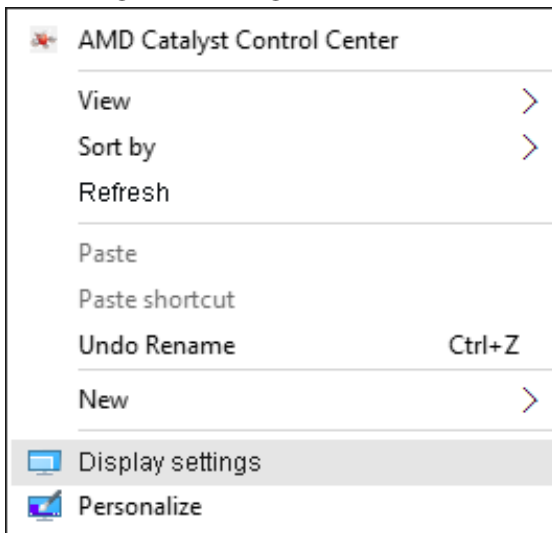 AMD Catalyst Control Center
View
Sort by
Refresh
Paste
Paste shortcut
Undo Rename Ctrl+Z
New
Display settings
Personalize